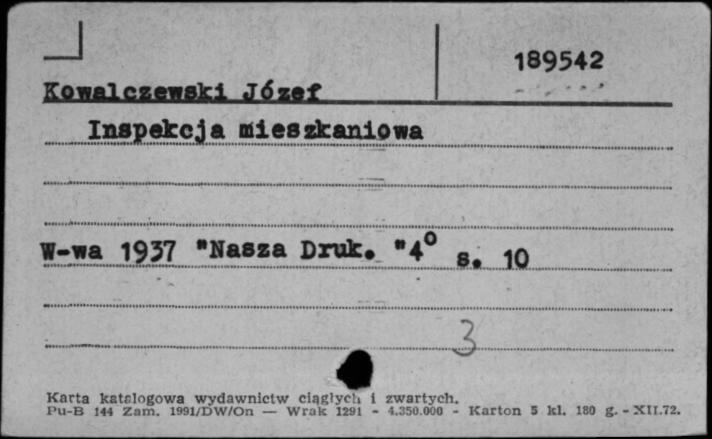 189542
Kowalczewski Józef
Inspekcja mieszkaniowa
W-wa 1937 "Nasza Druk. "4° s. 10
3
Karta katalogowa wydawnictw ciągłych i zwartych.
Pu-B 144 Zam. 1991/DW/On — Wrak 1291 - 4.350.000 - Karton 5 kl. 180 g. - XII.72.